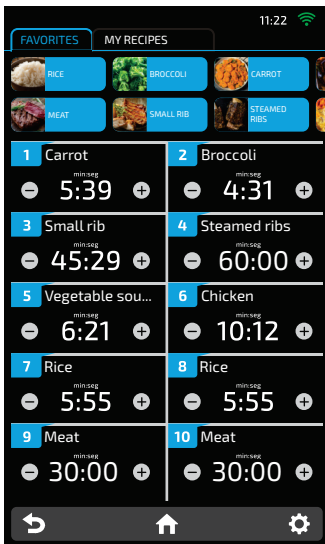 11:22
FAVORITES MY RECIPES
RICE BROCCOLI CARROT
MEAT SMALL RIB STEAMED
RIBS
1 Carrot 2 Broccoli
min:seg min:seg
5:39 4:31
3 Small rib 4 Steamed ribs
min:seg min:seg
45:29 60:00
5 Vegetable sou... 6 Chicken
min:seg min:seg
6:21 10:12
7 Rice 8 Rice
min:seg min:seg
5:55 5:55
9 Meat 10 Meat
min:seg min:seg
30:00 30:00